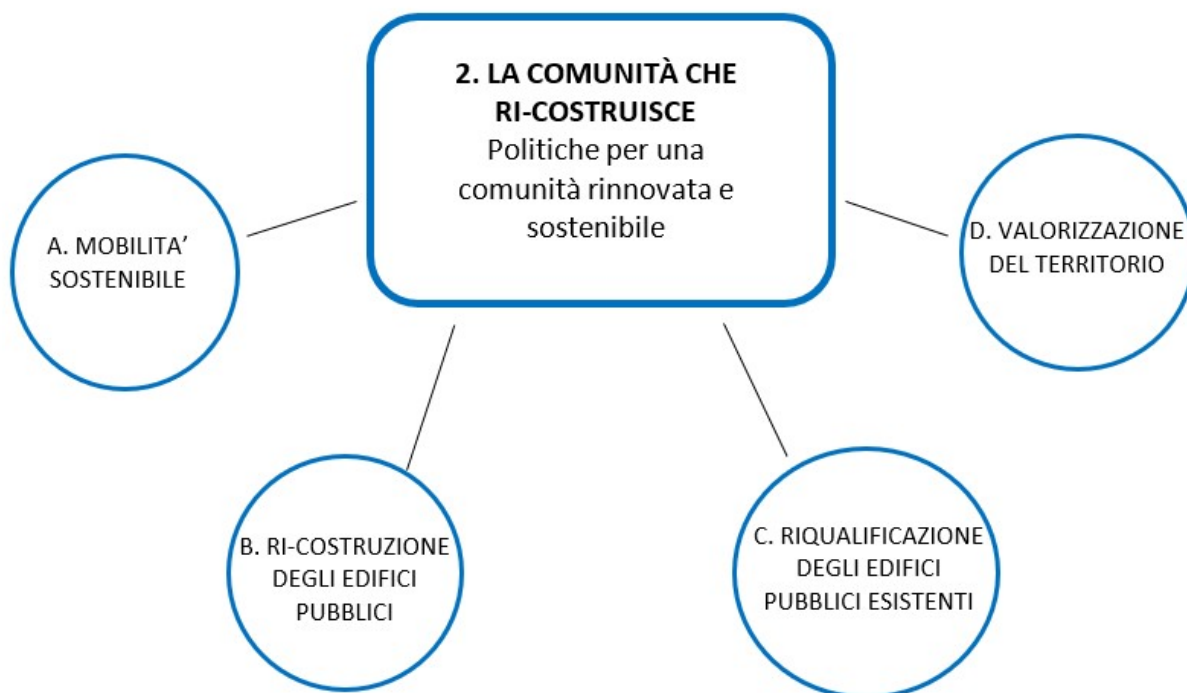 2. LA COMUNITÀ CHE
RI-COSTRUISCE
Politiche per una
comunità rinnovata e
sostenibile
A. MOBILITA’
SOSTENIBILE
B. RI-COSTRUZIONE
DEGLI EDIFICI
PUBBLICI
C. RIQUALIFICAZIONE
DEGLI EDIFICI
PUBBLICI ESISTENTI
D. VALORIZZAZIONE
DEL TERRITORIO